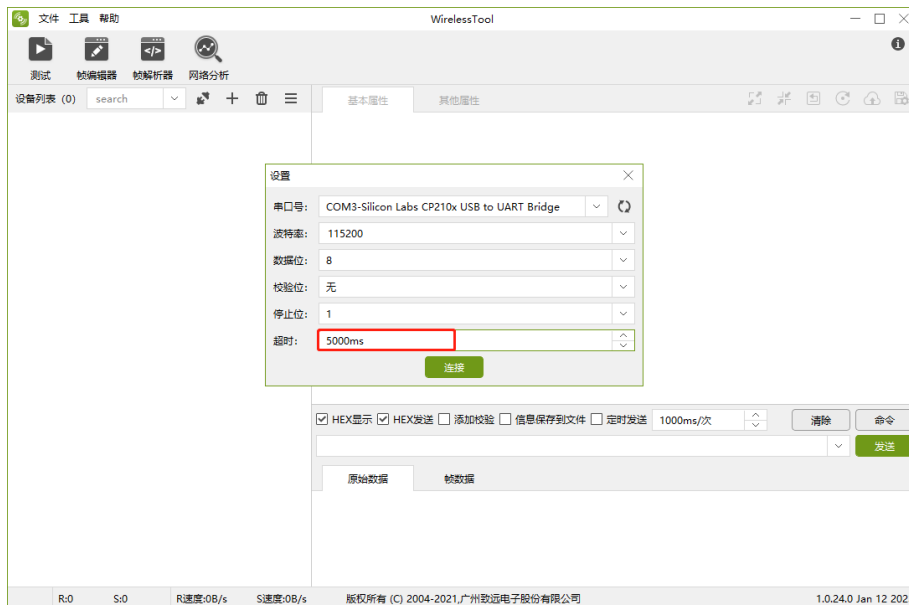 文件 工具 帮助 WirelessTool
测试 帧编辑器 帧解析器 网络分析
设备列表 (0) search 基本属性 其他属性
设置
串口号: COM3-Silicon Labs CP210x USB to UART Bridge
波特率: 115200
数据位: 8
校验位: 无
停止位: 1
超时: 5000ms
连接
HEX显示 HEX发送 添加校验 信息保存到文件 定时发送 1000ms/次 清除 命令
发送
原始数据 帧数据
R:0 S:0 R速度:0B/s S速度:0B/s 版权所有 (C) 2004-2021,广州致远电子股份有限公司 1.0.24.0 Jan 12 202